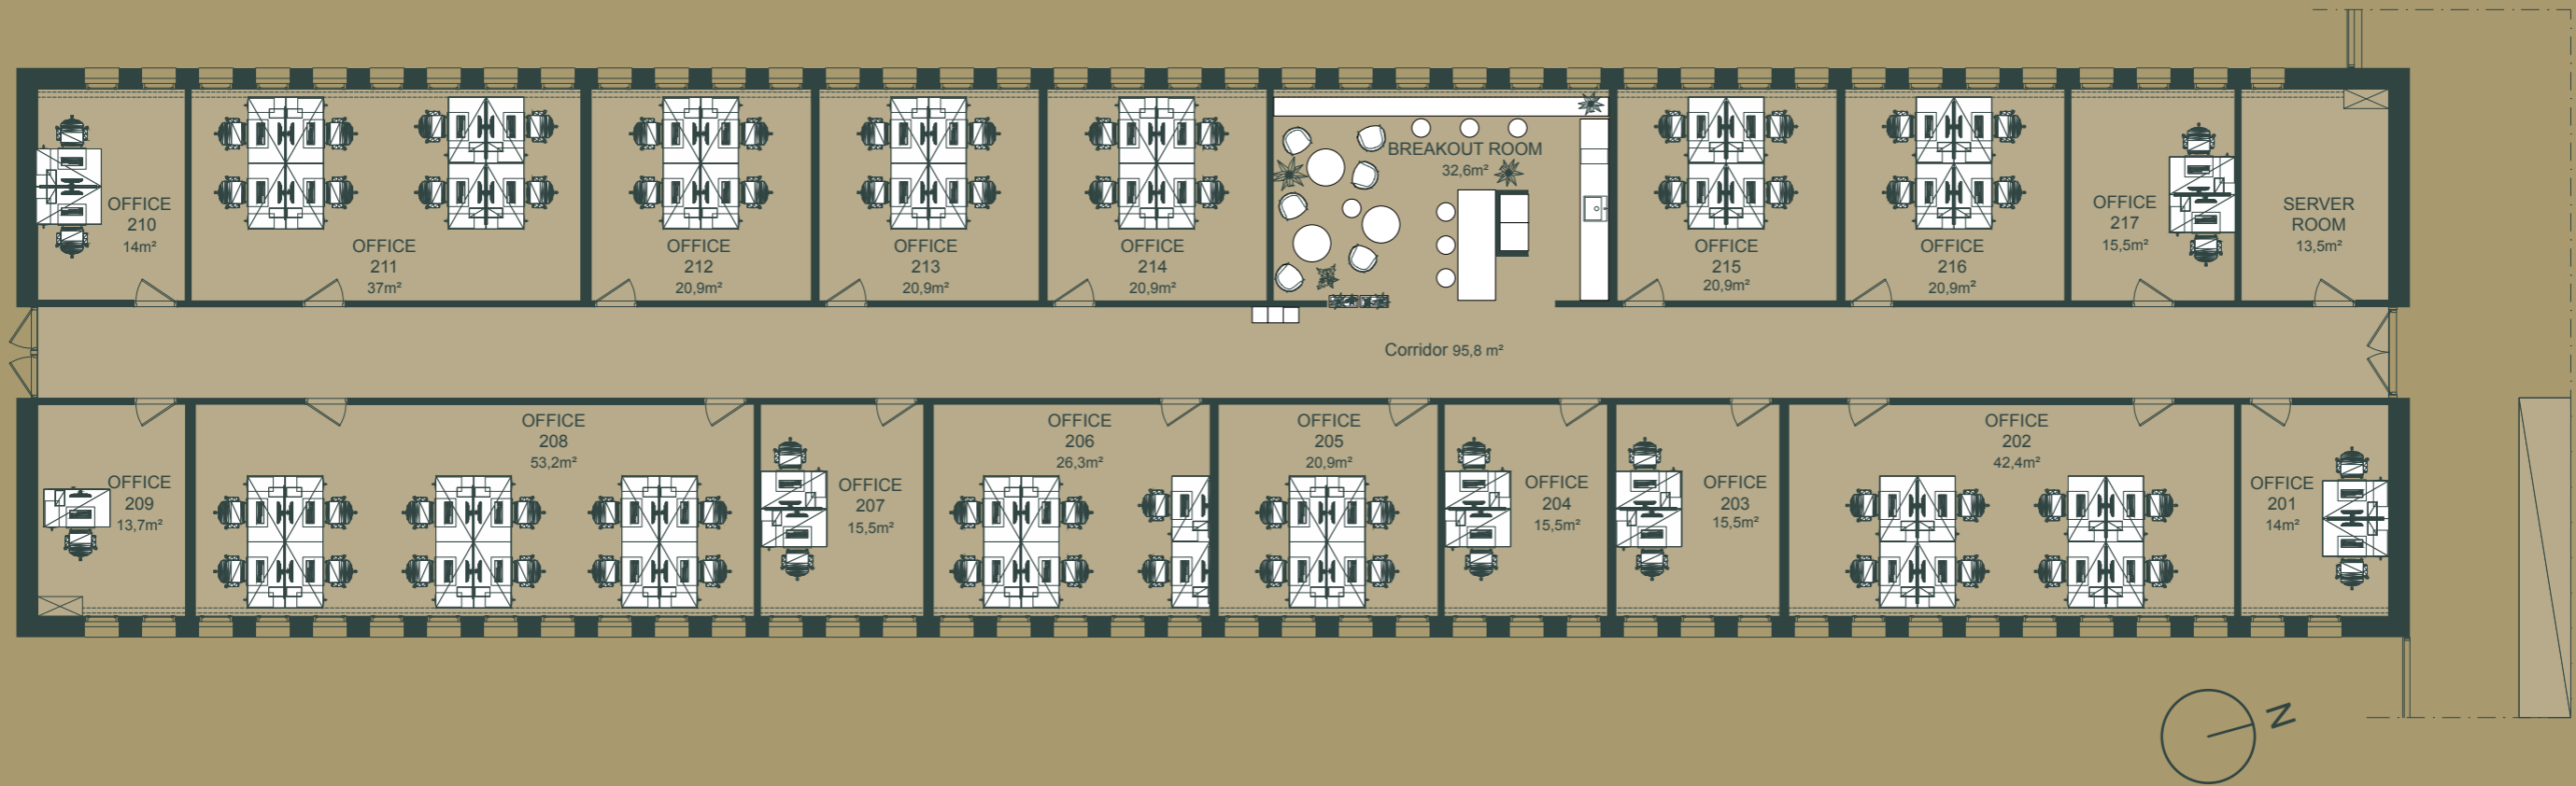 OFFICE
210
14m²
OFFICE
211
37m²
OFFICE
212
20,9m²
OFFICE
213
20,9m²
OFFICE
214
20,9m²
BREAKOUT ROOM
32,6m²
OFFICE
215
20,9m²
OFFICE
216
20,9m²
OFFICE
217
15,5m²
SERVER
ROOM
13,5m²
Corridor 95,8 m²
OFFICE
209
13,7m²
OFFICE
208
53,2m²
OFFICE
207
15,5m²
OFFICE
206
26,3m²
OFFICE
205
20,9m²
OFFICE
204
15,5m²
OFFICE
203
15,5m²
OFFICE
202
42,4m²
OFFICE
201
14m²
N